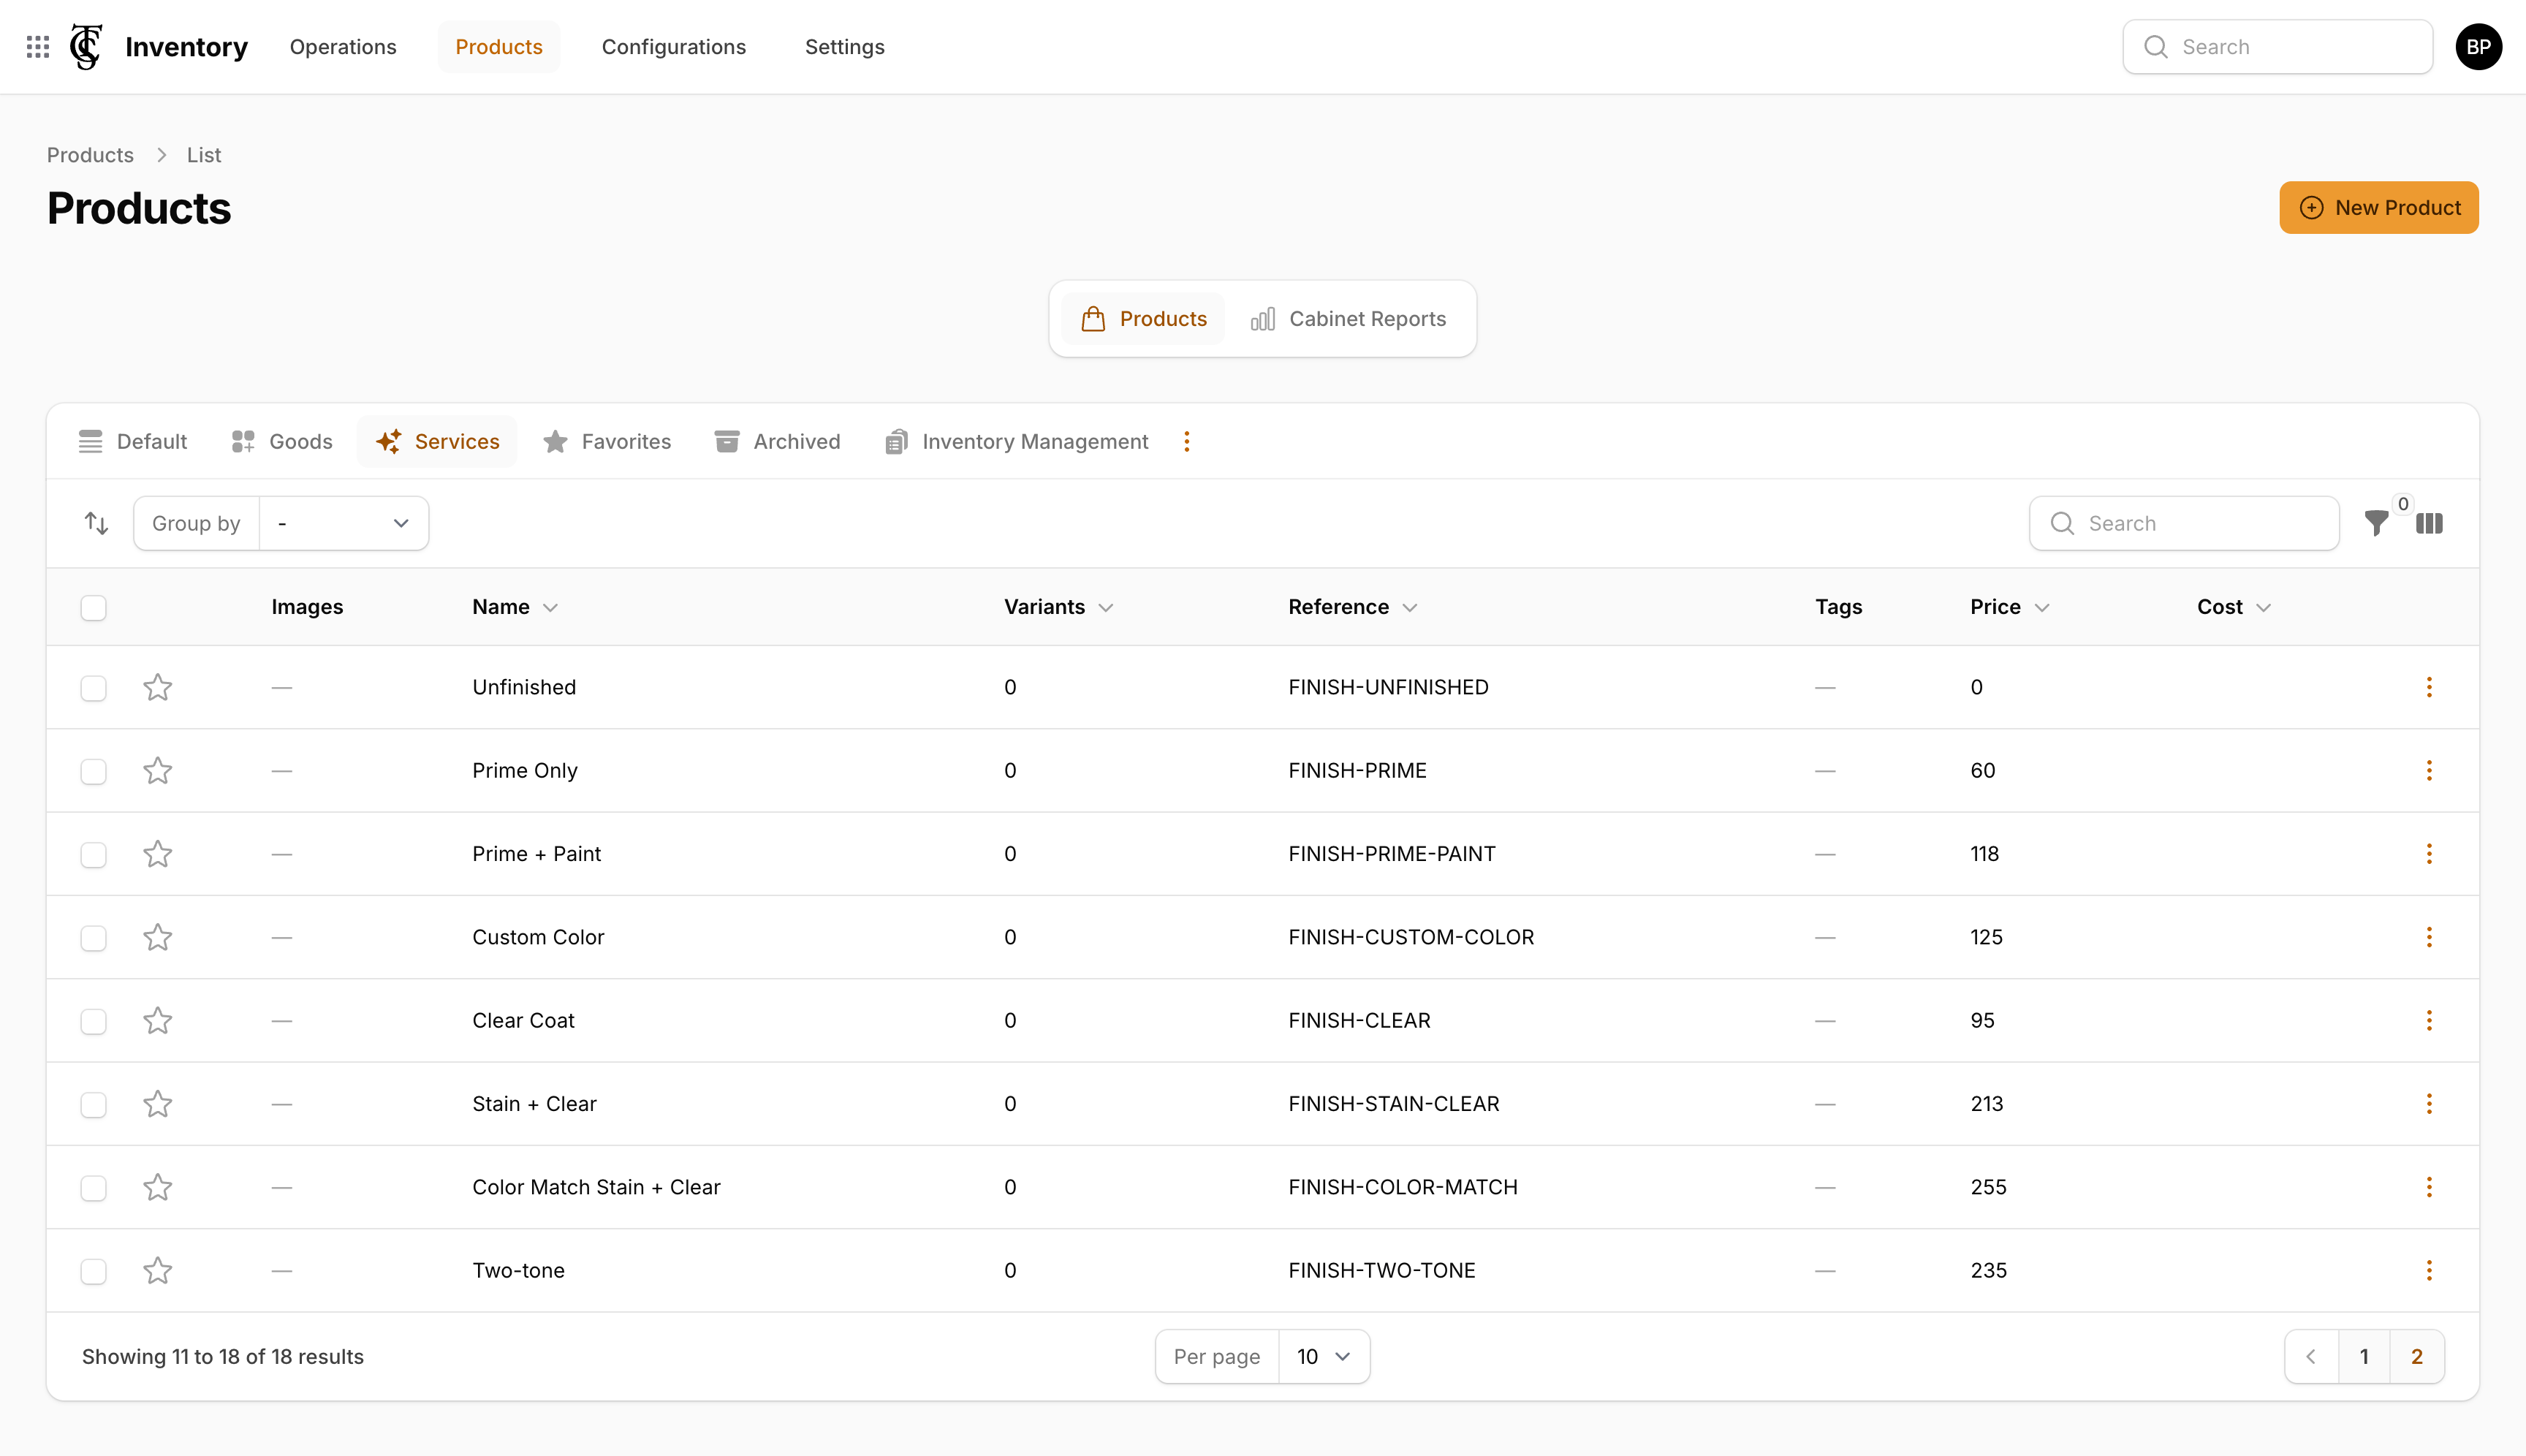 Inventory Operations Products Configurations Settings Search BP
Products > List
Products
New Product
Products Cabinet Reports
Default Goods Services Favorites Archived Inventory Management
Group by - Search 0
Images Name Variants Reference Tags Price Cost
— Unfinished 0 FINISH-UNFINISHED — 0
— Prime Only 0 FINISH-PRIME — 60
— Prime + Paint 0 FINISH-PRIME-PAINT — 118
— Custom Color 0 FINISH-CUSTOM-COLOR — 125
— Clear Coat 0 FINISH-CLEAR — 95
— Stain + Clear 0 FINISH-STAIN-CLEAR — 213
— Color Match Stain + Clear 0 FINISH-COLOR-MATCH — 255
— Two-tone 0 FINISH-TWO-TONE — 235
Showing 11 to 18 of 18 results Per page 10 1 2